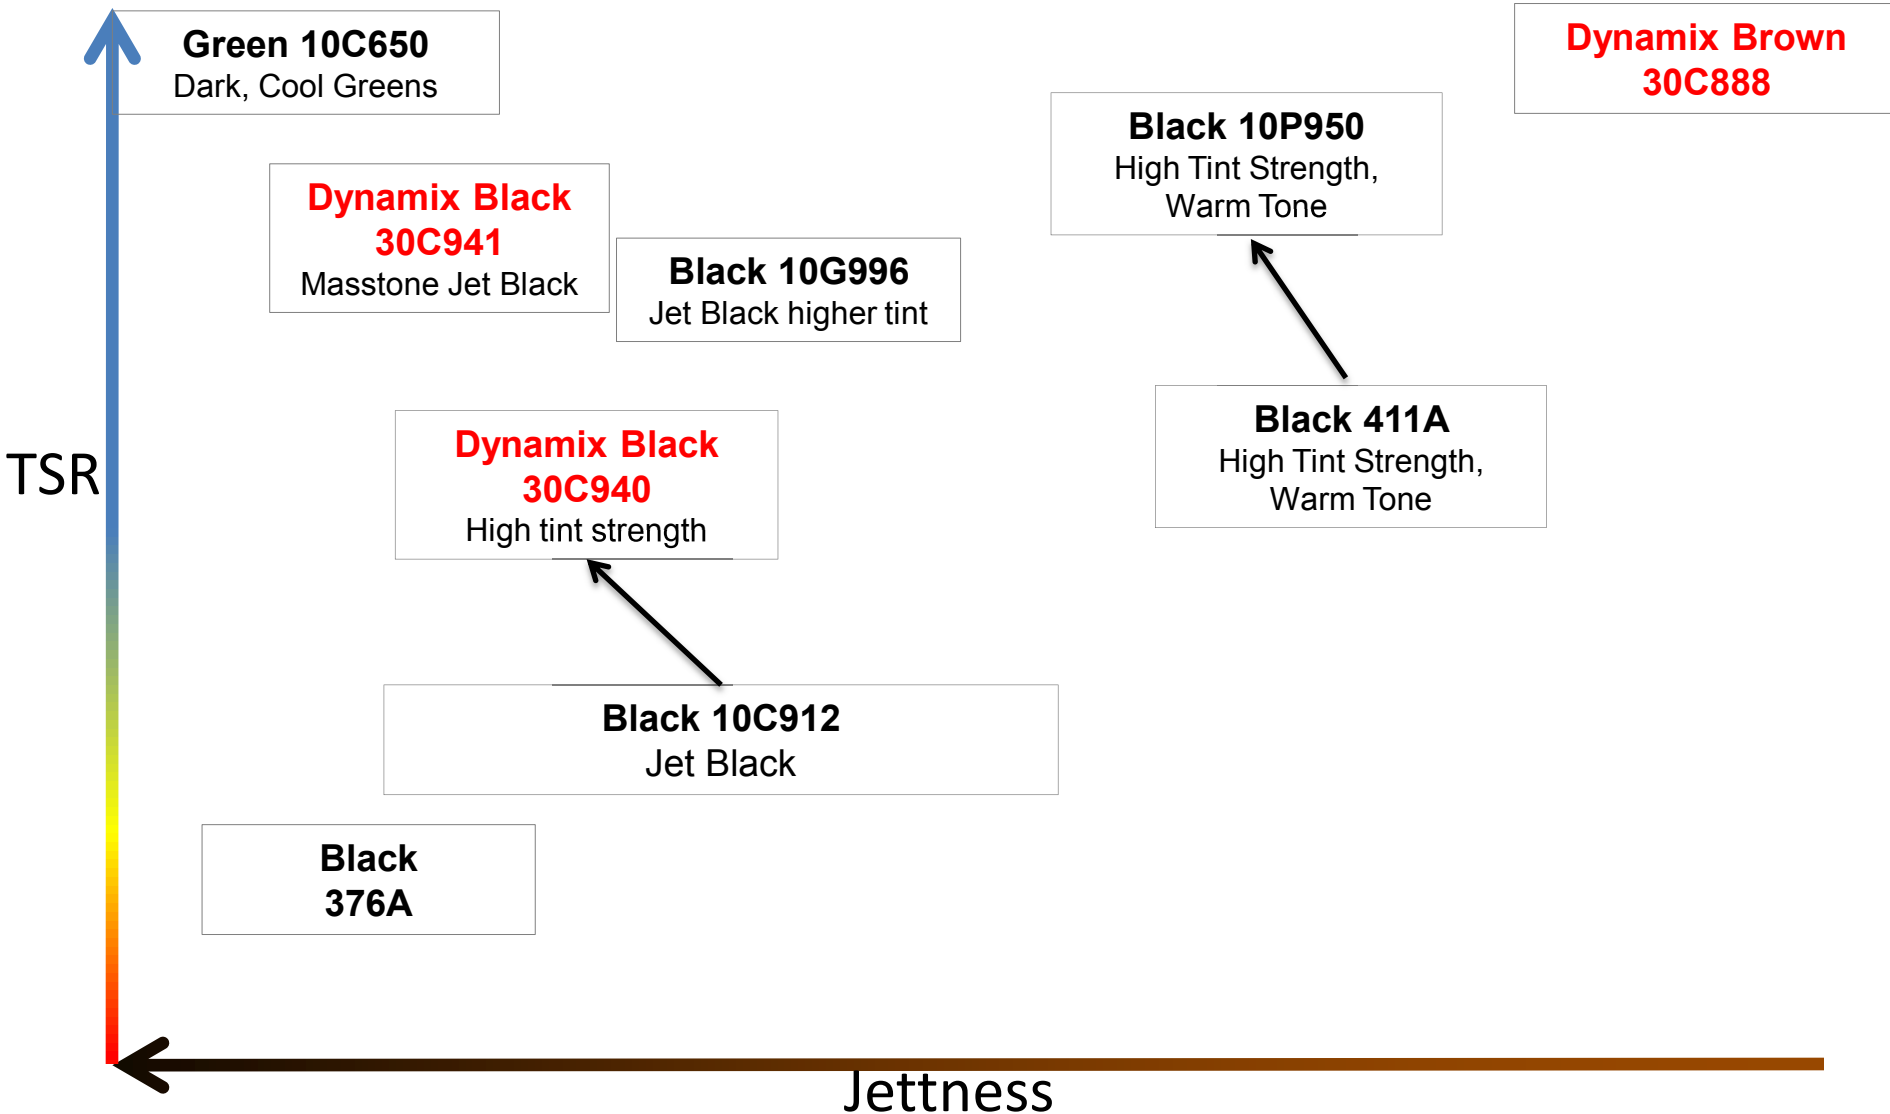 Green 10C650
Dark, Cool Greens
Dynamix Brown
30C888
Black 10P950
High Tint Strength,
Warm Tone
Dynamix Black
30C941
Masstone Jet Black
Black 10G996
Jet Black higher tint
Black 411A
High Tint Strength,
Warm Tone
Dynamix Black
30C940
High tint strength
TSR
Black 10C912
Jet Black
Black
376A
Jettness